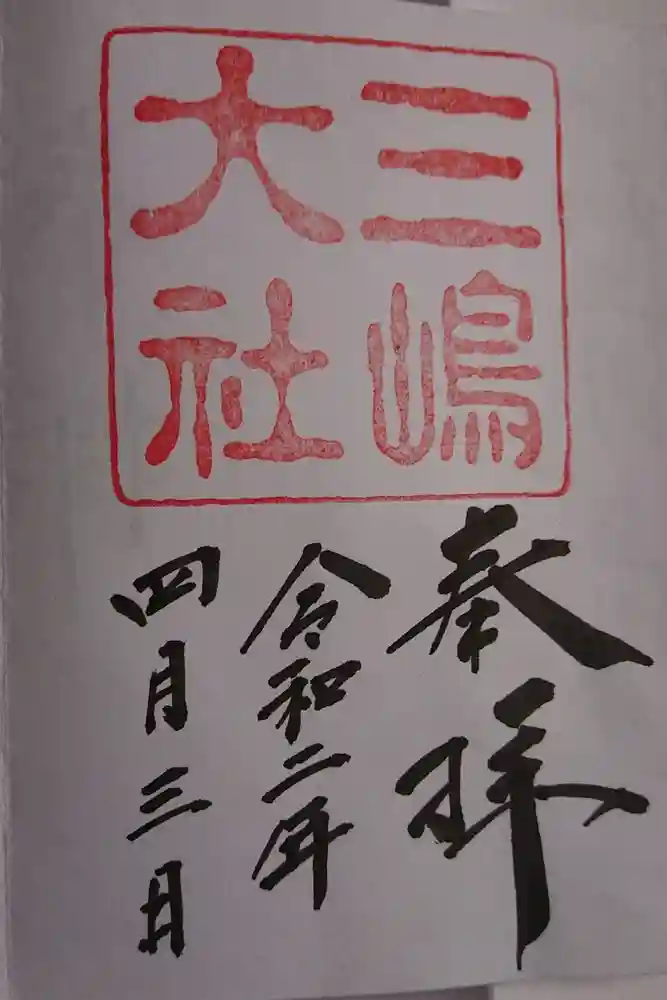 三嶋
大社
奉拝
令和二年
四月三日